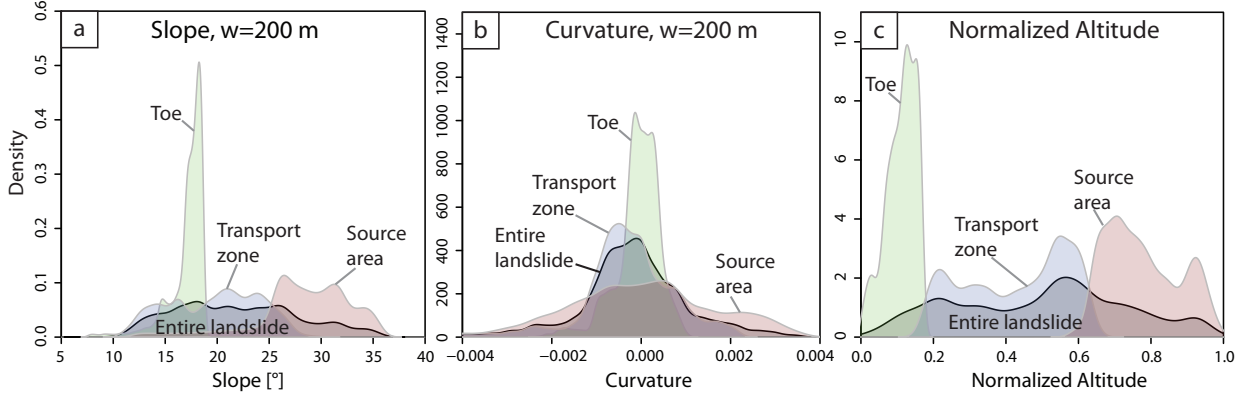 a
Slope, w=200 m
0.6
0.5
0.4
0.3
0.2
0.1
0.0
Density
Toe
Transport
zone
Source
area
Entire landslide
5
10
15
20
25
30
35
40
Slope [°]
b
Curvature, w=200 m
1400
1200
1000
800
600
400
200
0
Toe
Transport
zone
Entire
landslide
Source
area
−0.004
−0.002
0.000
0.002
0.004
Curvature
c
Normalized Altitude
10
8
6
4
2
0
Toe
Source
area
Transport
zone
Entire landslide
0.0
0.2
0.4
0.6
0.8
1.0
Normalized Altitude